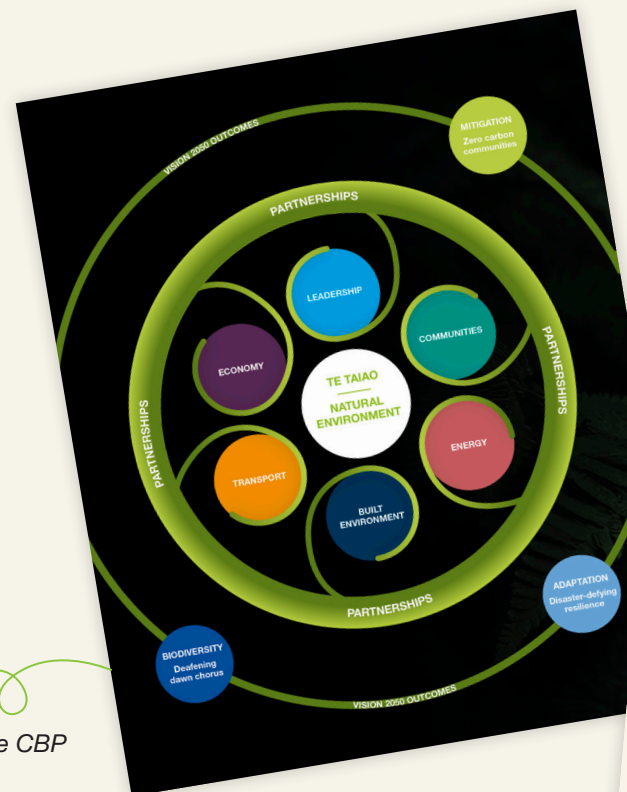 VISION 2050 OUTCOMES
MITIGATION
Zero carbon
communities
PARTNERSHIPS
LEADERSHIP
COMMUNITIES
ECONOMY
PARTNERSHIPS
TE TAIAO
NATURAL
ENVIRONMENT
PARTNERSHIPS
ENERGY
TRANSPORT
BUILT
ENVIRONMENT
ADAPTATION
Disaster-defying
resilience
PARTNERSHIPS
BIODIVERSITY
Deafening
dawn chorus
VISION 2050 OUTCOMES
CBP